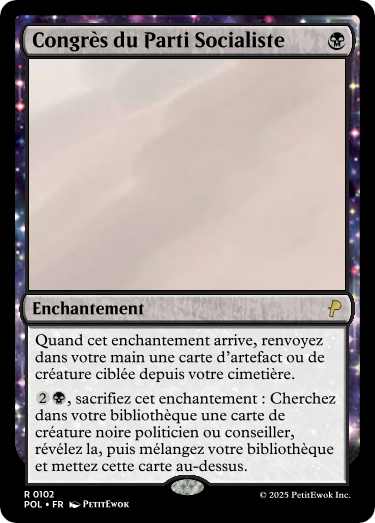 Congrès du Parti Socialiste
Enchantement
Quand cet enchantement arrive, renvoyez
dans votre main une carte d'artefact ou de
créature ciblée depuis votre cimetière.
2, sacrifiez cet enchantement : Cherchez
dans votre bibliothèque une carte de
créature noire politicien ou conseiller,
révélez la, puis mélangez votre bibliothèque
et mettez cette carte au-dessus.
R 0102
POL • FR PETITEWOK
© 2025 PetitEwok Inc.